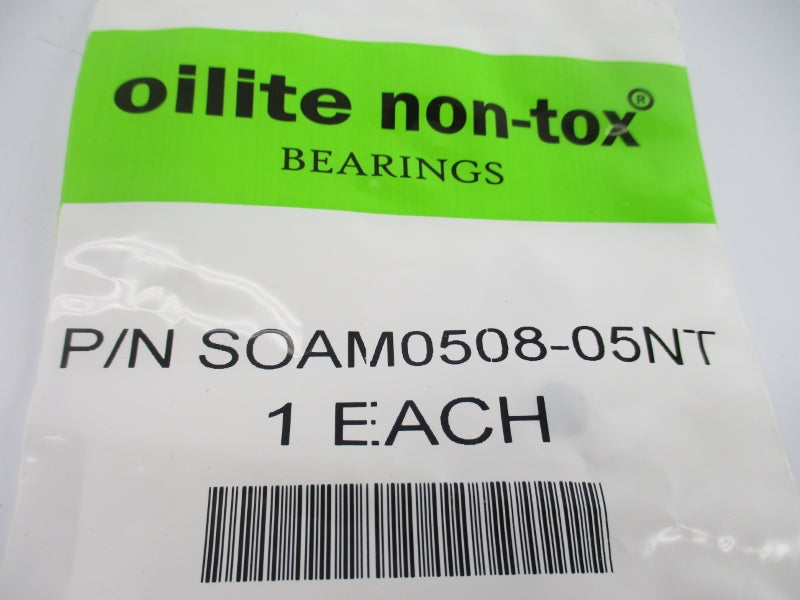 oilite non-tox®
BEARINGS
P/N SOAM0508-05NT
1 EACH